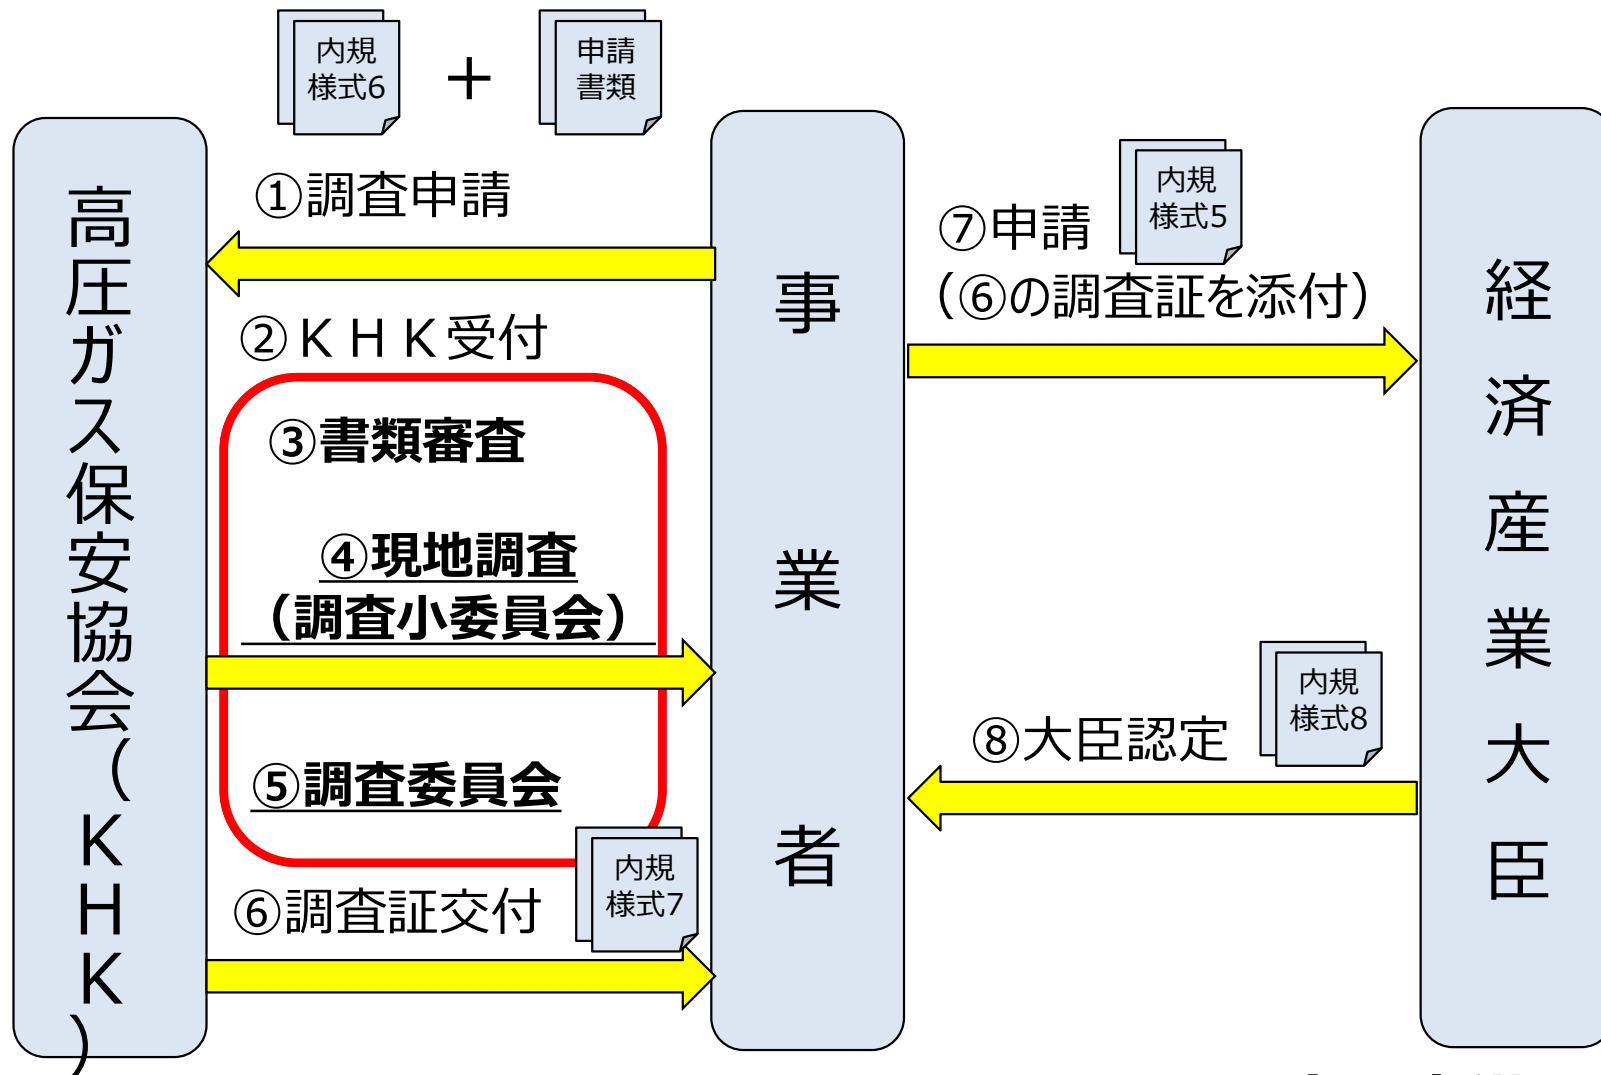 内規
様式6
＋
申請
書類
①調査申請
②ＫＨＫ受付
③書類審査
④現地調査
（調査小委員会）
⑤調査委員会
⑥調査証交付
内規
様式7
高圧ガス保安協会（ＫＨＫ）
事業者
⑦申請
内規
様式5
（⑥の調査証を添付）
⑧大臣認定
内規
様式8
経済産業大臣